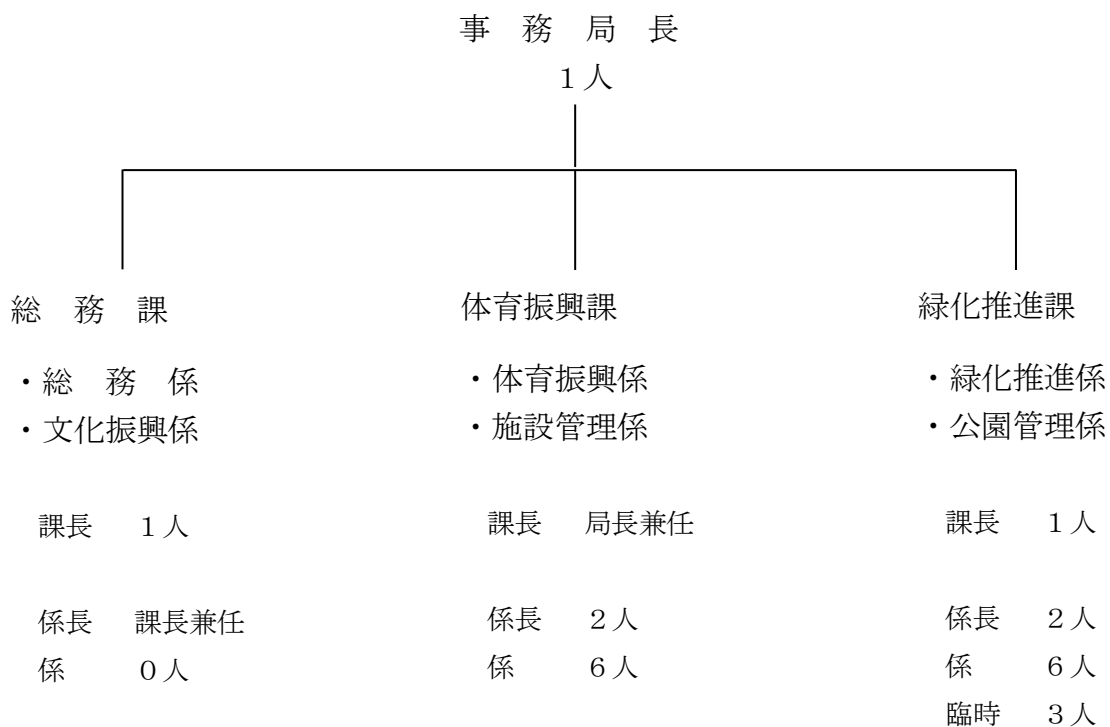 事　務　局　長
１人
総　務　課
・総　務　係
・文化振興係
課長　１人
係長　課長兼任
係　０人
体育振興課
・体育振興係
・施設管理係
課長　局長兼任
係長　２人
係　６人
緑化推進課
・緑化推進係
・公園管理係
課長　１人
係長　２人
係　６人
臨時　３人